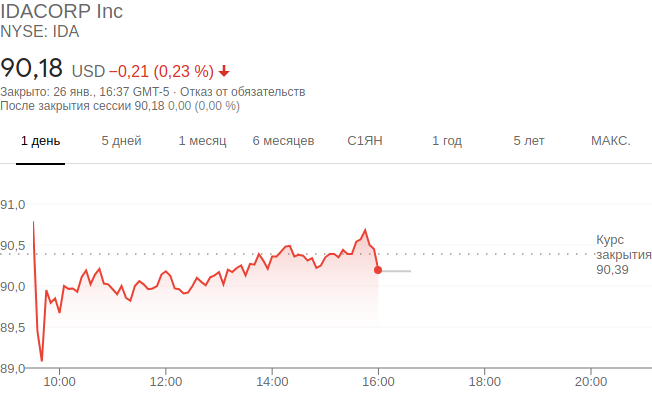 IDACORP Inc
NYSE: IDA
90,18 USD −0,21 (0,23 %)
Закрыто: 26 янв., 16:37 GMT-5 · Отказ от обязательств
После закрытия сессии 90,18 0,00 (0,00 %)
1 день 5 дней 1 месяц 6 месяцев С1ЯН 1 год 5 лет МАКС.
91,0
90,5
90,0
89,5
89,0
Курс
закрытия
90,39
10:00 12:00 14:00 16:00 18:00 20:00